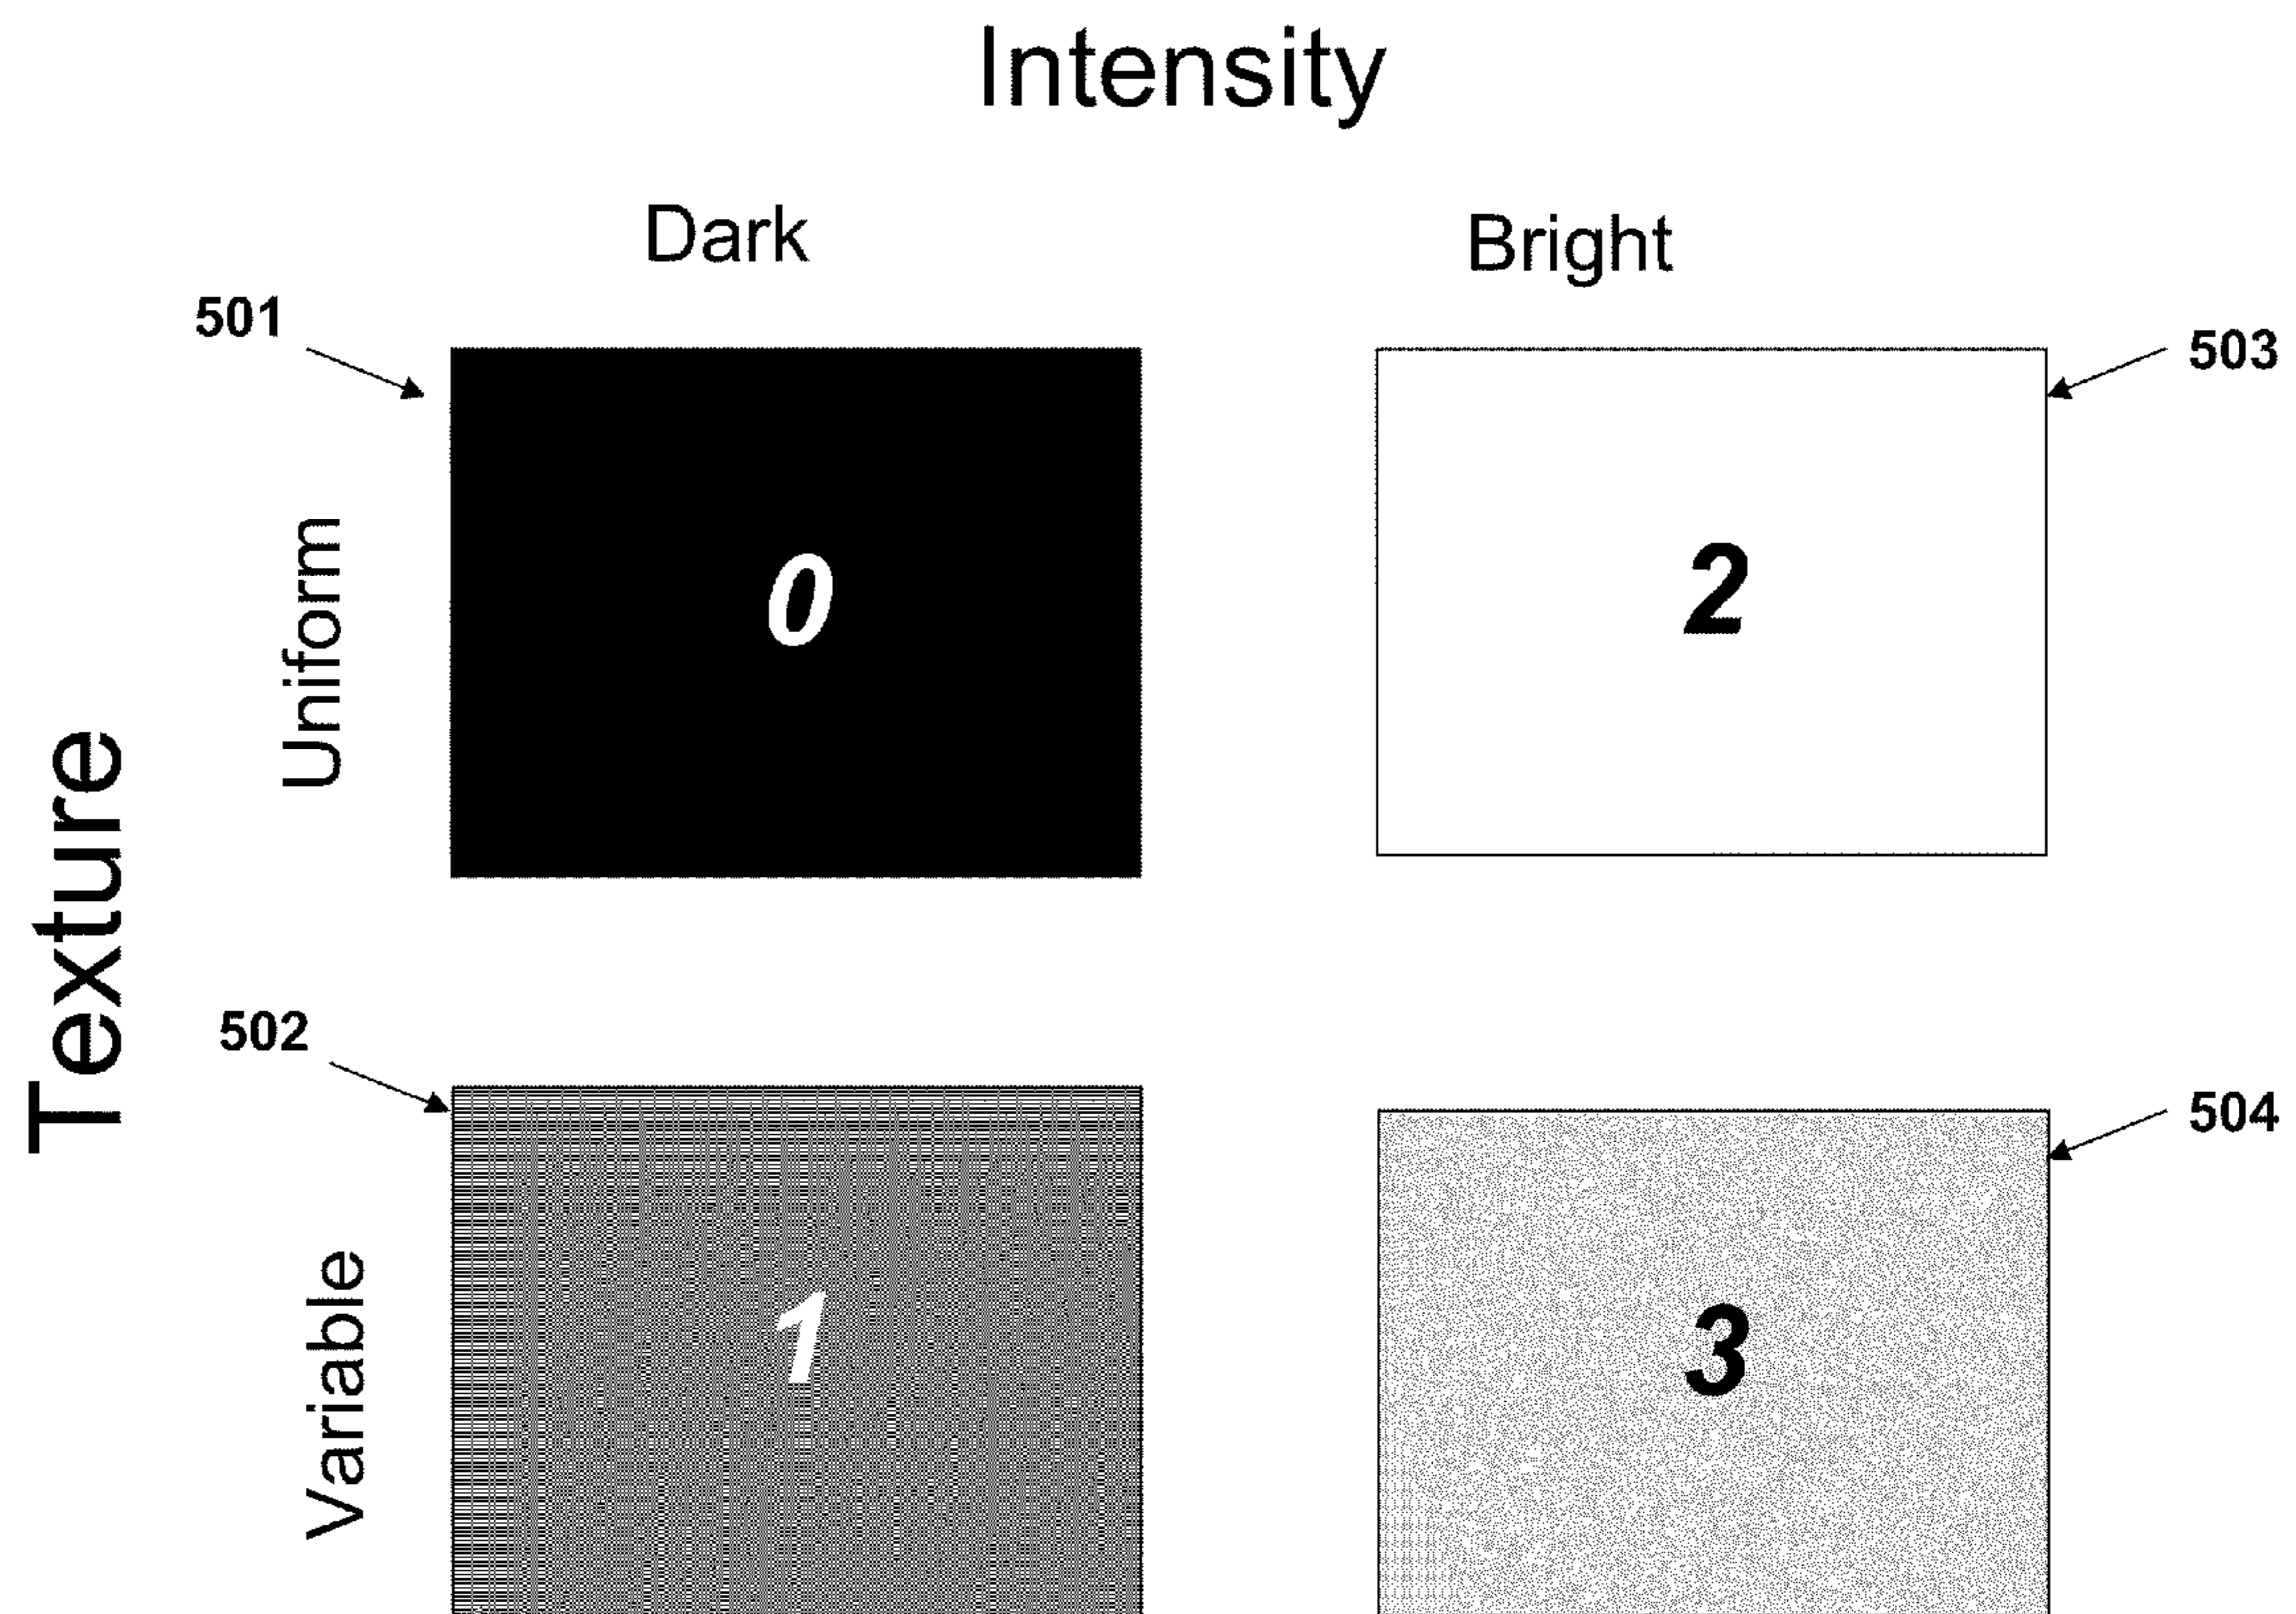 Intensity
Dark
Bright
501
503
Uniform
0
2
Texture
502
504
Variable
1
3